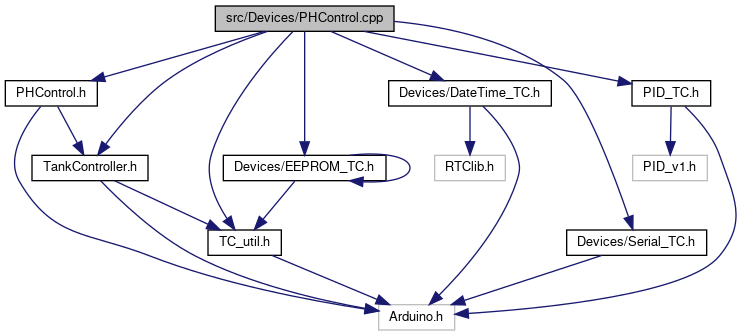 src/Devices/PHControl.cpp
PHControl.h
Devices/DateTime_TC.h
PID_TC.h
TankController.h
Devices/EEPROM_TC.h
RTClib.h
PID_v1.h
TC_util.h
Devices/Serial_TC.h
Arduino.h